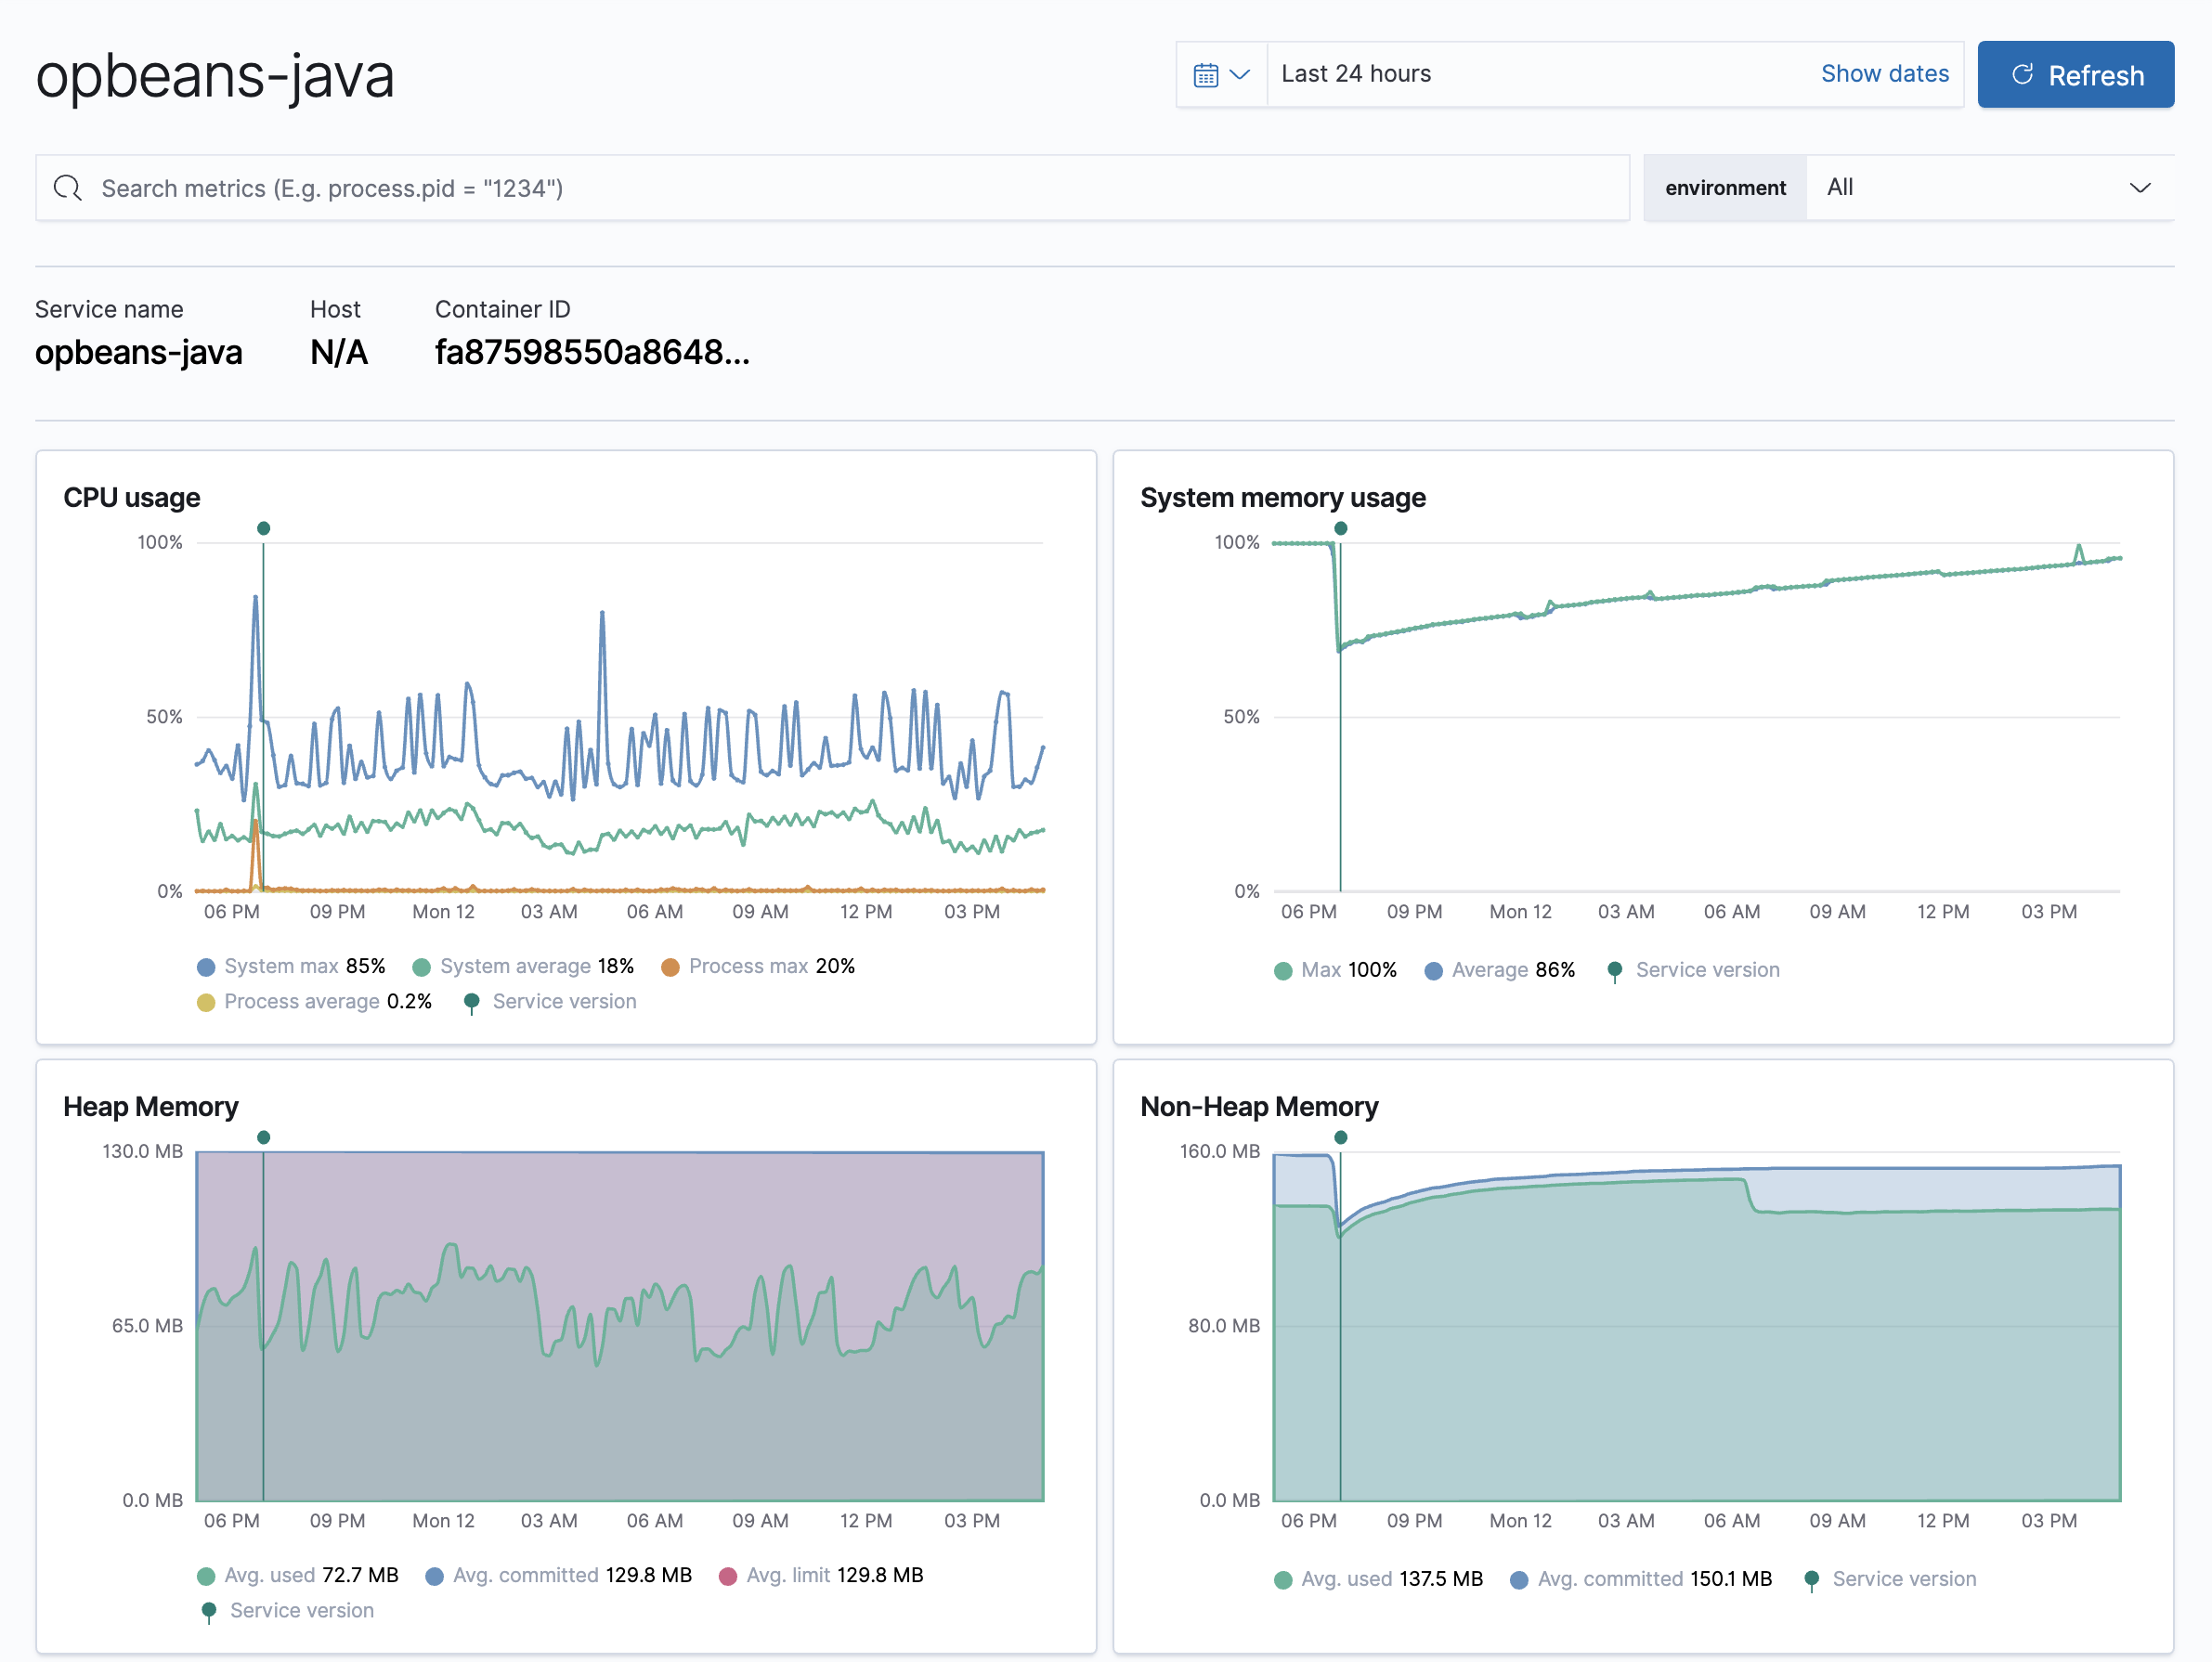 opbeans-java
Last 24 hours Show dates Refresh
Search metrics (E.g. process.pid = "1234") environment All
Service name Host Container ID
opbeans-java N/A fa87598550a8648...
CPU usage
100%
50%
0%
06 PM 09 PM Mon 12 03 AM 06 AM 09 AM 12 PM 03 PM
System max 85% System average 18% Process max 20%
Process average 0.2% Service version
System memory usage
100%
50%
0%
06 PM 09 PM Mon 12 03 AM 06 AM 09 AM 12 PM 03 PM
Max 100% Average 86% Service version
Heap Memory
130.0 MB
65.0 MB
0.0 MB
06 PM 09 PM Mon 12 03 AM 06 AM 09 AM 12 PM 03 PM
Avg. used 72.7 MB Avg. committed 129.8 MB Avg. limit 129.8 MB
Service version
Non-Heap Memory
160.0 MB
80.0 MB
0.0 MB
06 PM 09 PM Mon 12 03 AM 06 AM 09 AM 12 PM 03 PM
Avg. used 137.5 MB Avg. committed 150.1 MB Service version